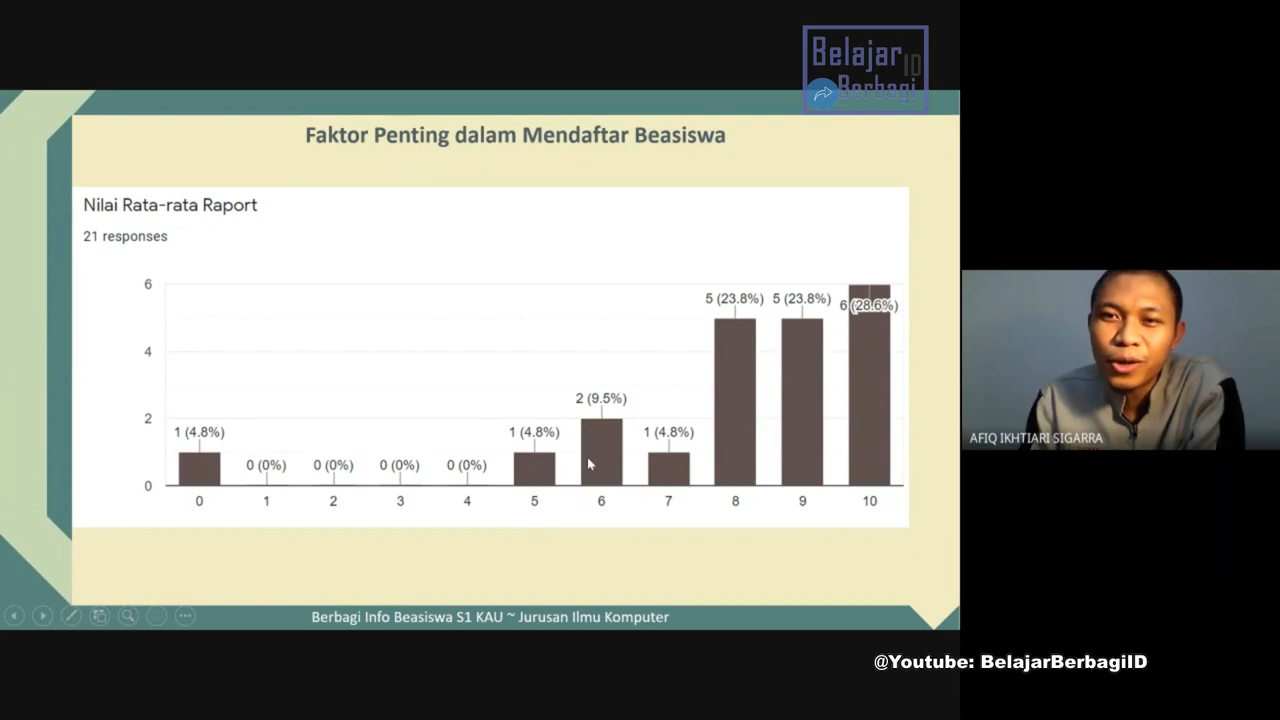 Belajar
ID
Berbagi
Faktor Penting dalam Mendaftar Beasiswa
Nilai Rata-rata Raport
21 responses
6
4
2
0
1 (4.8%)
0 (0%)
0 (0%)
0 (0%)
0 (0%)
1 (4.8%)
2 (9.5%)
1 (4.8%)
5 (23.8%)
5 (23.8%)
6 (28.6%)
0 1 2 3 4 5 6 7 8 9 10
AFIQ IKHTIARI SIGARRA
Berbagi Info Beasiswa S1 KAU ~ Jurusan Ilmu Komputer
@Youtube: BelajarBerbagiID